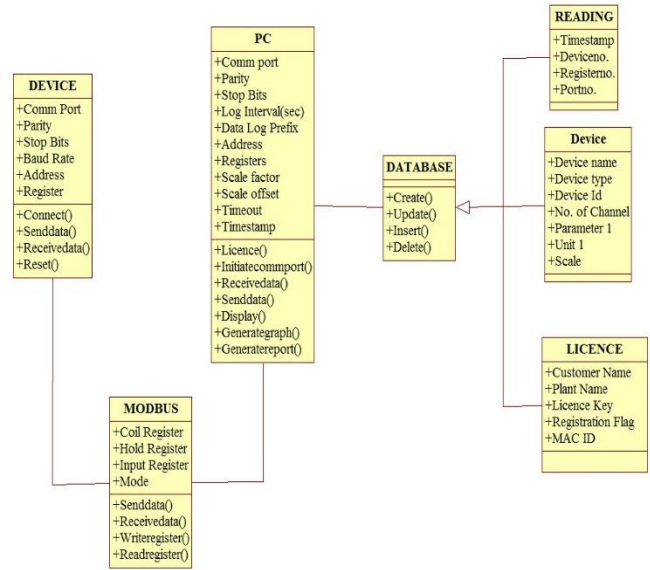 DEVICE
+Comm Port
+Parity
+Stop Bits
+Baud Rate
+Address
+Register
+Connect()
+Senddata()
+Receivedata()
+Reset()
PC
+Comm port
+Parity
+Stop Bits
+Log Interval(sec)
+Data Log Prefix
+Address
+Registers
+Scale factor
+Scale offset
+Timeout
+Timestamp
+Licence()
+Initiatecommport()
+Receivedata()
+Senddata()
+Display()
+Generategraph()
+Generatereport()
MODBUS
+Coil Register
+Hold Register
+Input Register
+Mode
+Senddata()
+Receivedata()
+Writeregister()
+Readregister()
DATABASE
+Create()
+Update()
+Insert()
+Delete()
READING
+Timestamp
+Deviceno.
+Registerno.
+Portno.
Device
+Device name
+Device type
+Device Id
+No. of Channel
+Parameter 1
+Unit 1
+Scale
LICENCE
+Customer Name
+Plant Name
+Licence Key
+Registration Flag
+MAC ID